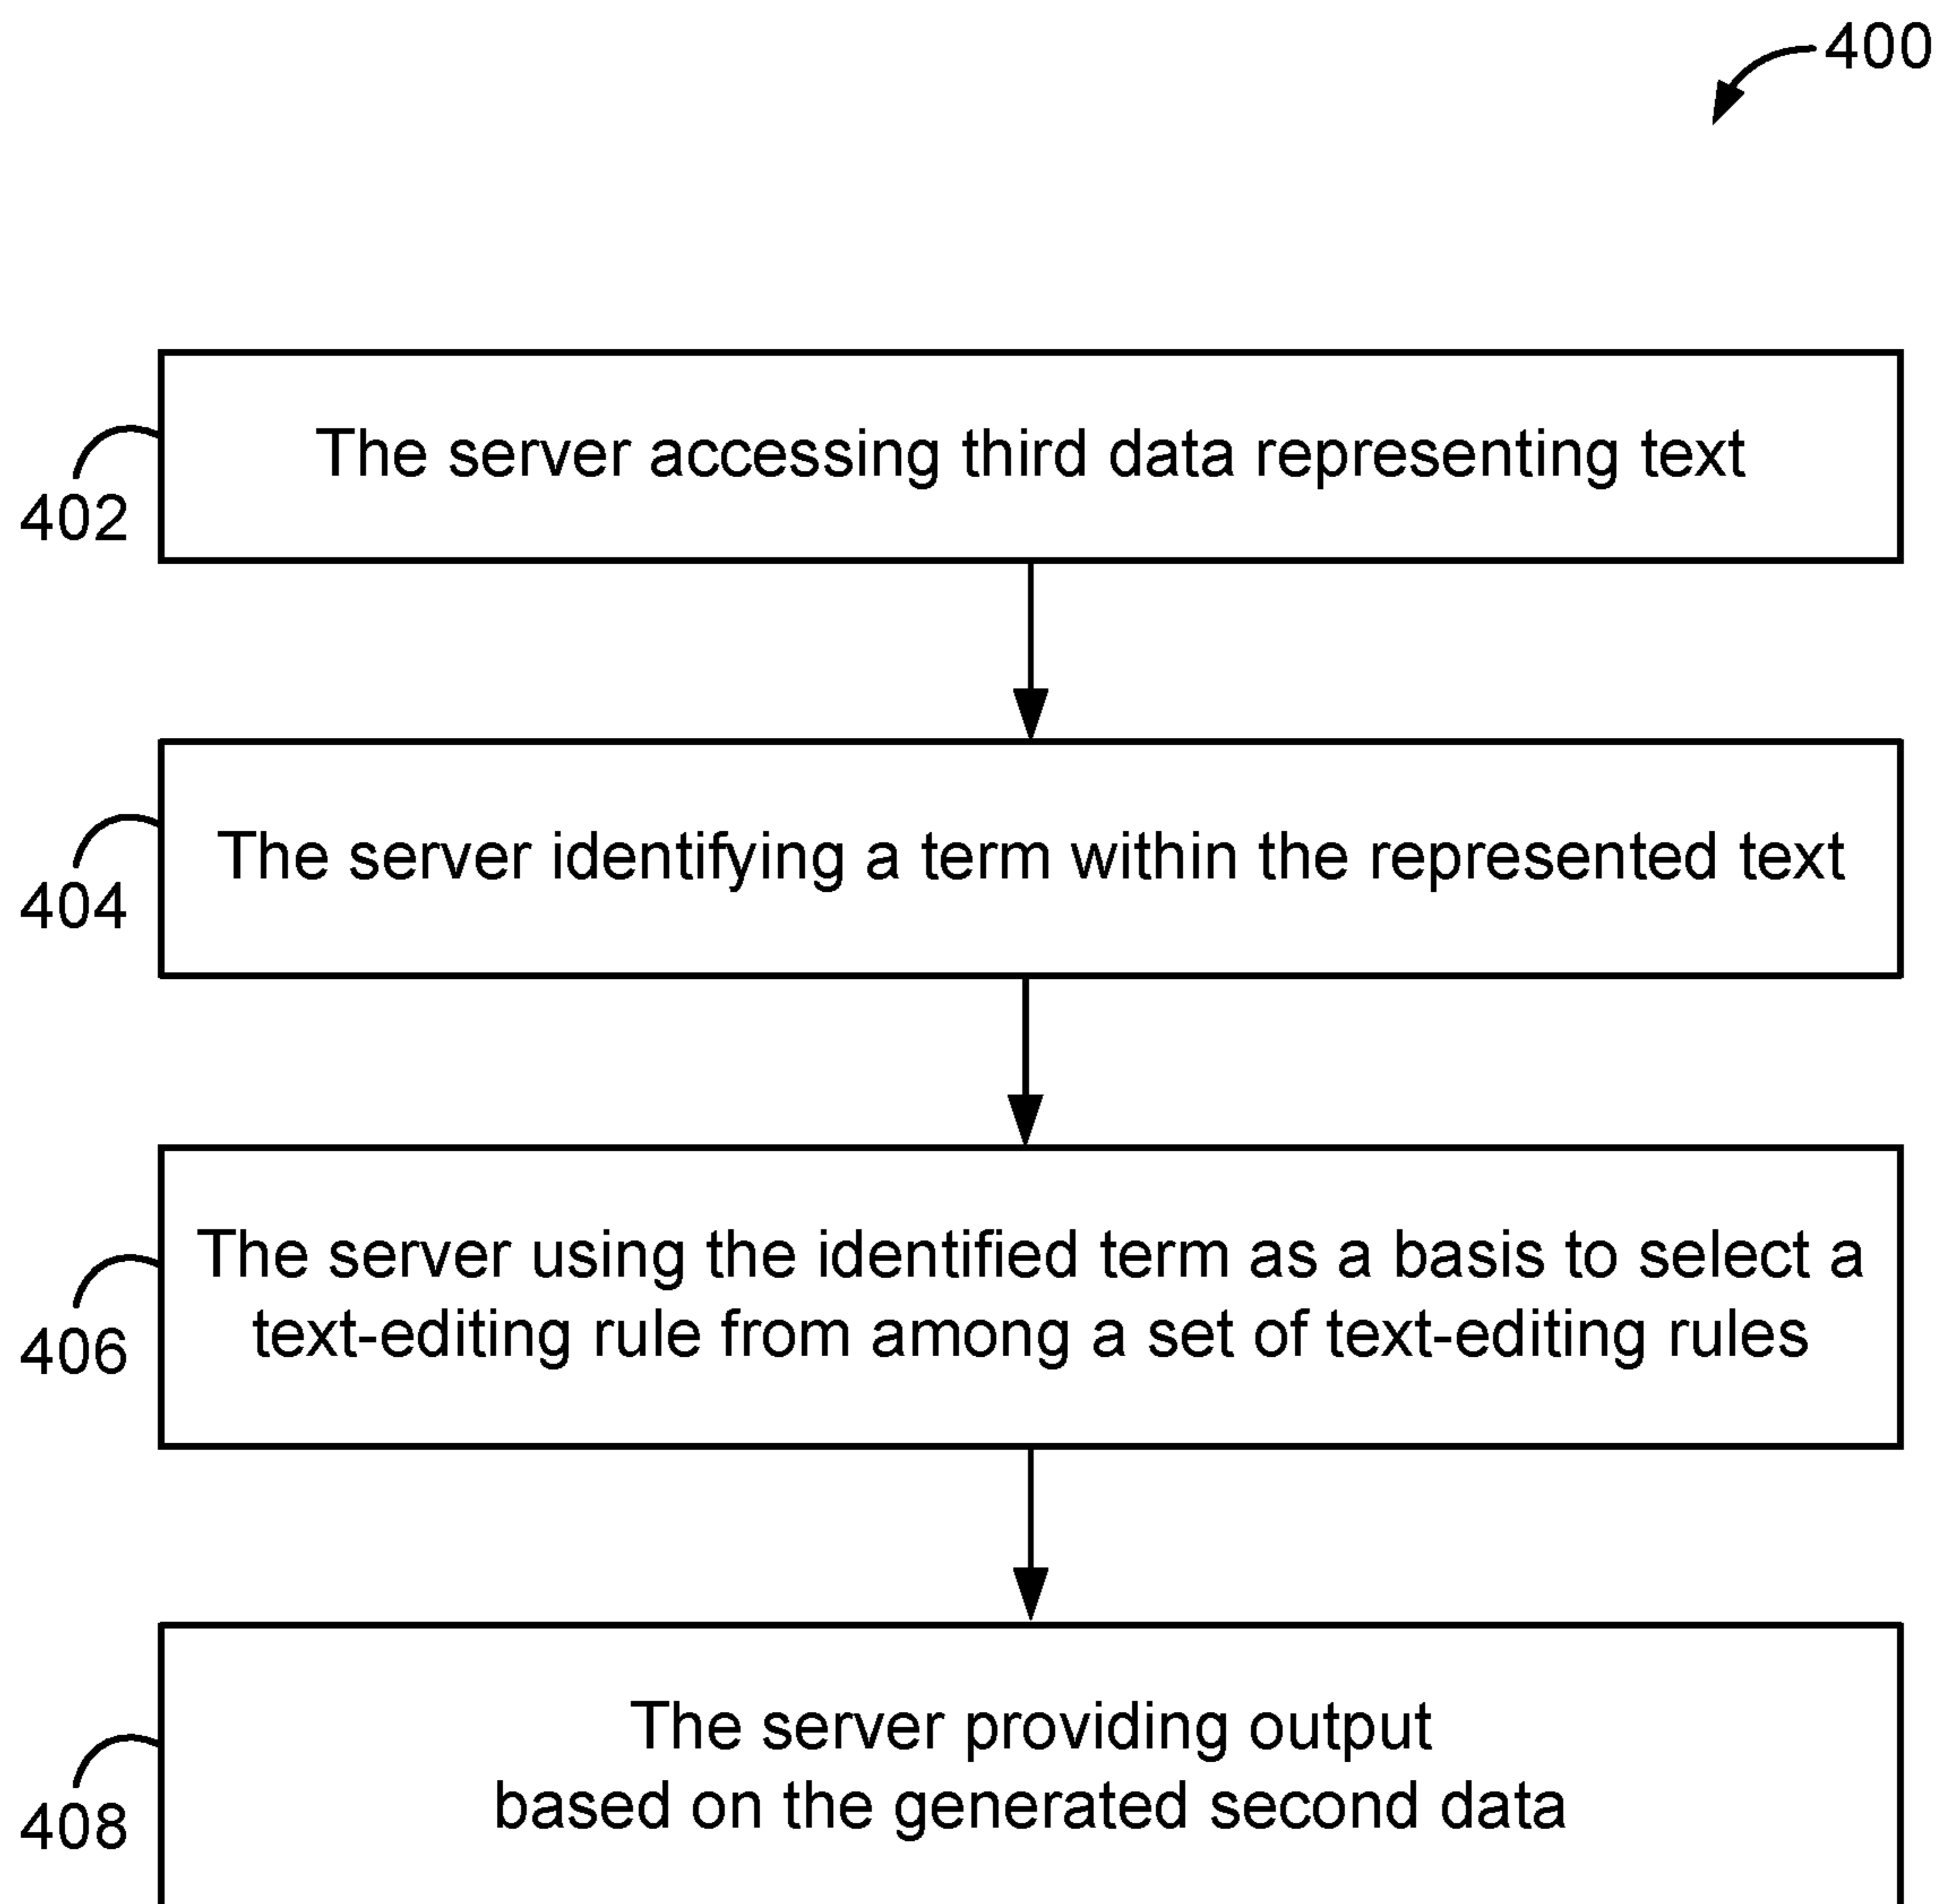 400
The server accessing third data representing text
402
The server identifying a term within the represented text
404
The server using the identified term as a basis to select a
text-editing rule from among a set of text-editing rules
406
The server providing output
based on the generated second data
408